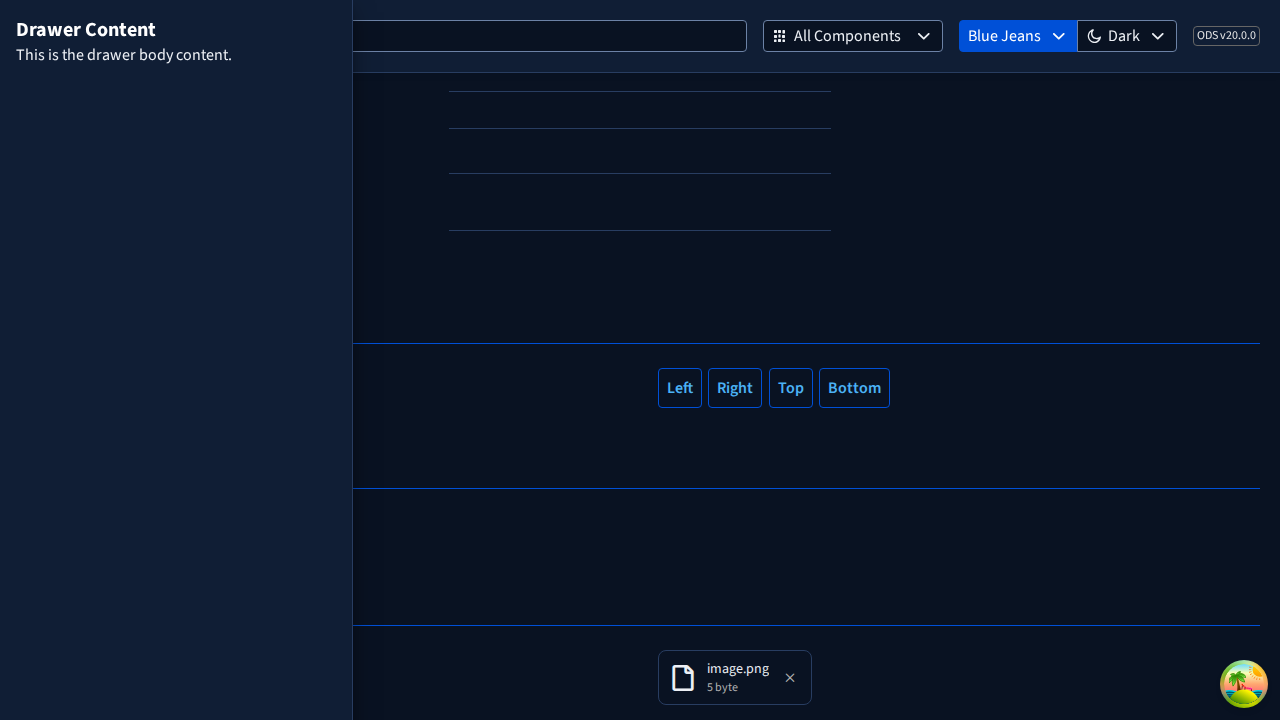 Drawer Content
This is the drawer body content.
All Components
Blue Jeans
Dark
ODS v20.0.0
Left
Right
Top
Bottom
image.png
5 byte